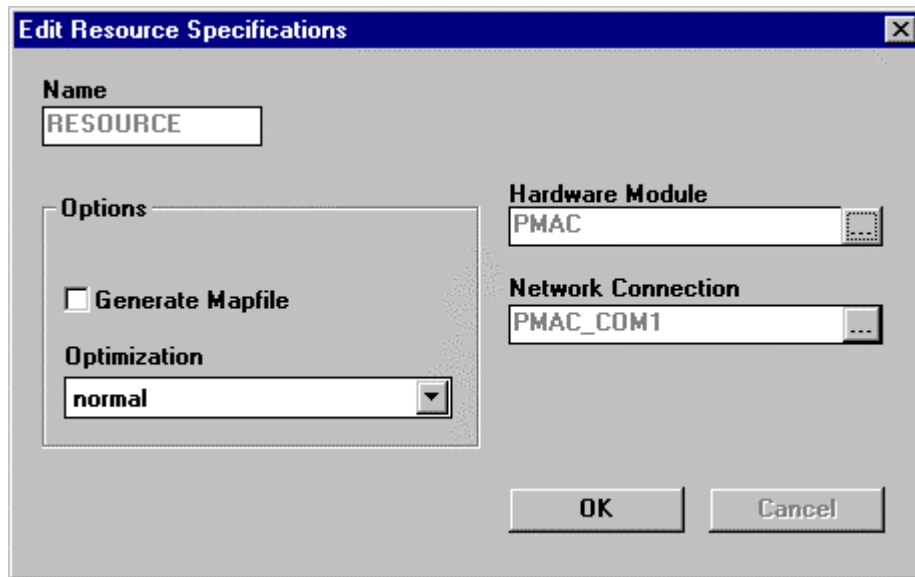 Edit Resource Specifications
Name
RESOURCE
Options
Generate Mapfile
Optimization
normal
Hardware Module
PMAC
...
Network Connection
PMAC_COM1
...
OK
Cancel